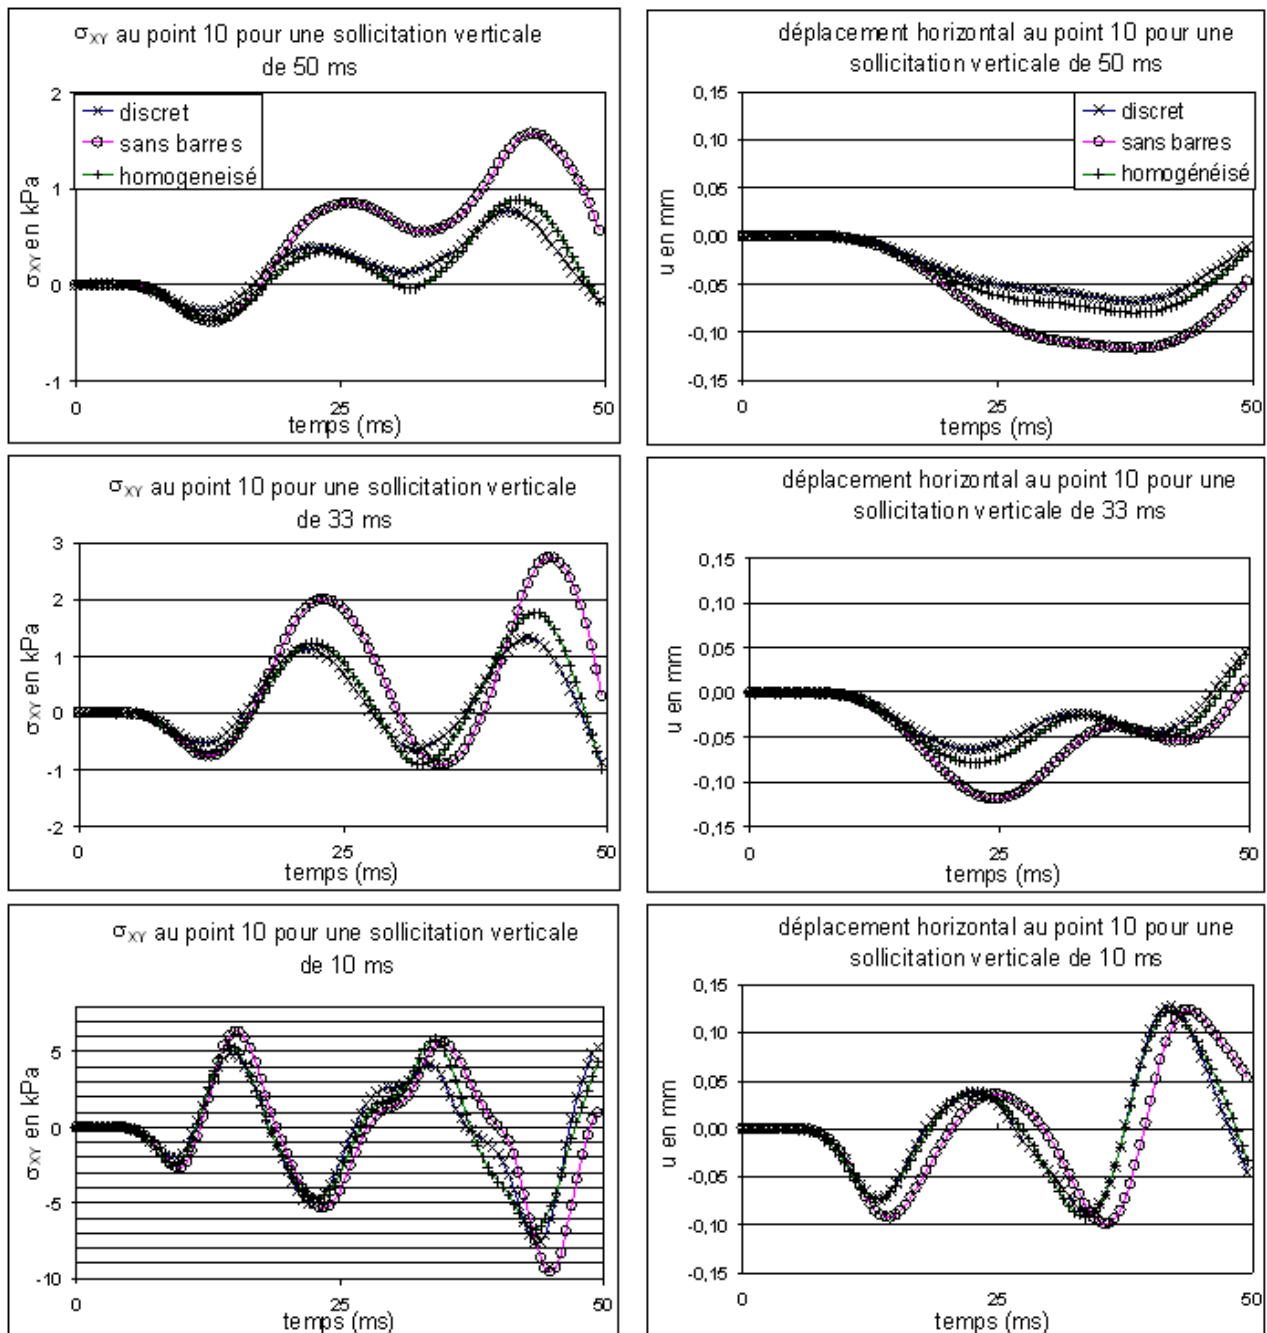 σXY au point 10 pour une sollicitation verticale
de 50 ms
2
1
0
-1
σXY en kPa
discret
sans barres
homogeneisé
0
25
50
temps (ms)
déplacement horizontal au point 10 pour une
sollicitation verticale de 50 ms
0,15
0,10
0,05
0,00
-0,05
-0,10
-0,15
u en mm
discret
sans barres
homogénéisé
0
25
50
temps (ms)
σXY au point 10 pour une sollicitation verticale
de 33 ms
3
2
1
0
-1
-2
σXY en kPa
0
25
50
temps (ms)
déplacement horizontal au point 10 pour une
sollicitation verticale de 33 ms
0,15
0,10
0,05
0,00
-0,05
-0,10
-0,15
u en mm
0
25
50
temps (ms)
σXY au point 10 pour une sollicitation verticale
de 10 ms
5
0
-5
-10
σXY en kPa
0
25
50
temps (ms)
déplacement horizontal au point 10 pour une
sollicitation verticale de 10 ms
0,15
0,10
0,05
0,00
-0,05
-0,10
-0,15
u en mm
0
25
50
temps (ms)